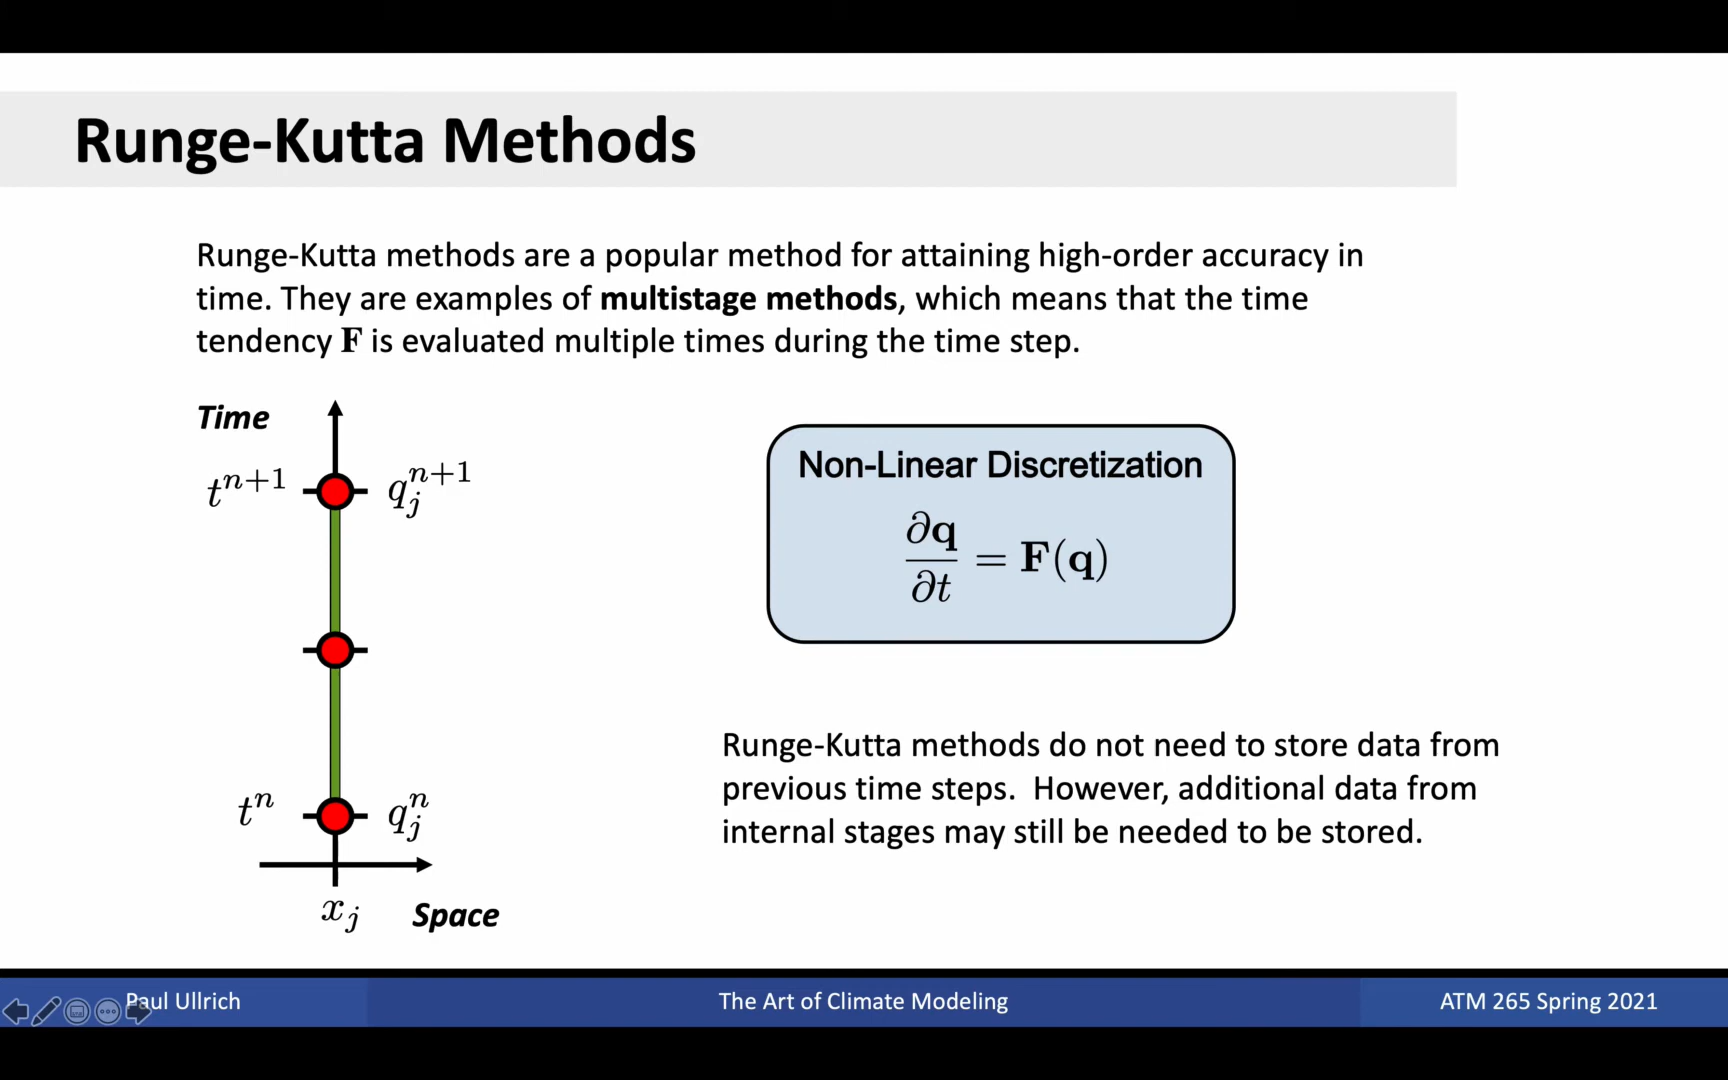 Runge-Kutta Methods
Runge-Kutta methods are a popular method for attaining high-order accuracy in
time. They are examples of multistage methods, which means that the time
tendency F is evaluated multiple times during the time step.
Time
t^{n+1} q_j^{n+1}
t^n q_j^n
x_j Space
Non-Linear Discretization
∂q/∂t = F(q)
Runge-Kutta methods do not need to store data from
previous time steps. However, additional data from
internal stages may still be needed to be stored.
Paul Ullrich
The Art of Climate Modeling
ATM 265 Spring 2021